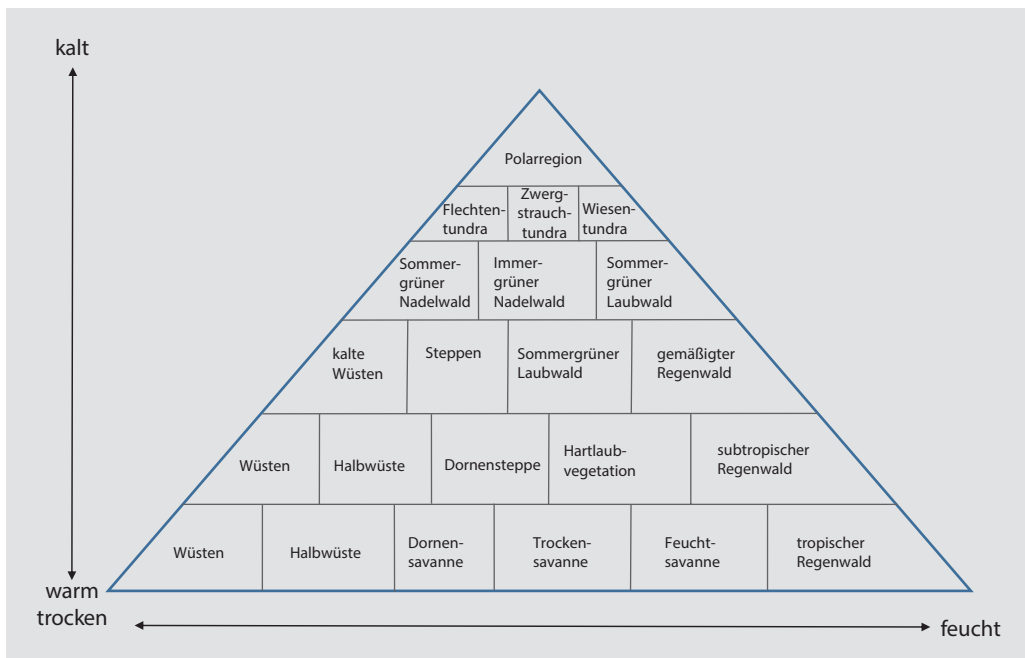 kalt
Polarregion
Flechten-
tundra
Zwerg-
strauch-
tundra
Wiesen-
tundra
Sommer-
grüner
Nadelwald
Immer-
grüner
Nadelwald
Sommer-
grüner
Laubwald
kalte
Wüsten
Steppen
Sommergrüner
Laubwald
gemäßigter
Regenwald
Wüsten
Halbwüste
Dornensteppe
Hartlaub-
vegetation
subtropischer
Regenwald
Wüsten
Halbwüste
Dornen-
savanne
Trocken-
savanne
Feucht-
savanne
tropischer
Regenwald
warm
trocken
feucht